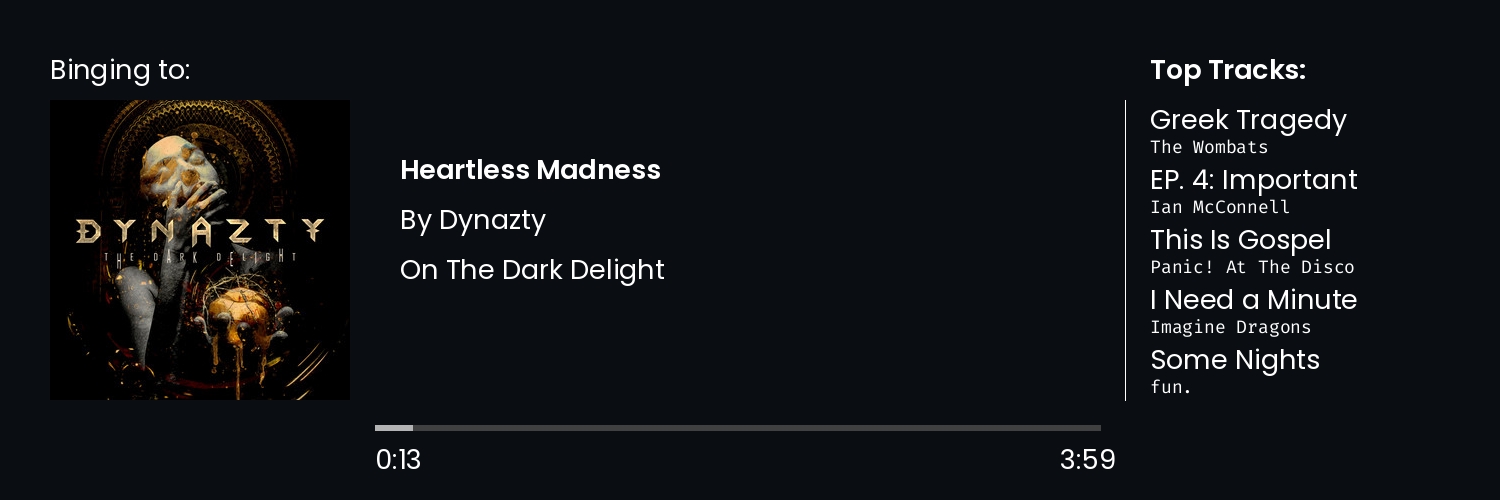 Binging to:
DYNAZTY
THE DARK DELIGHT
Heartless Madness
By Dynazty
On The Dark Delight
0:13
3:59
Top Tracks:
Greek Tragedy
The Wombats
EP. 4: Important
Ian McConnell
This Is Gospel
Panic! At The Disco
I Need a Minute
Imagine Dragons
Some Nights
fun.